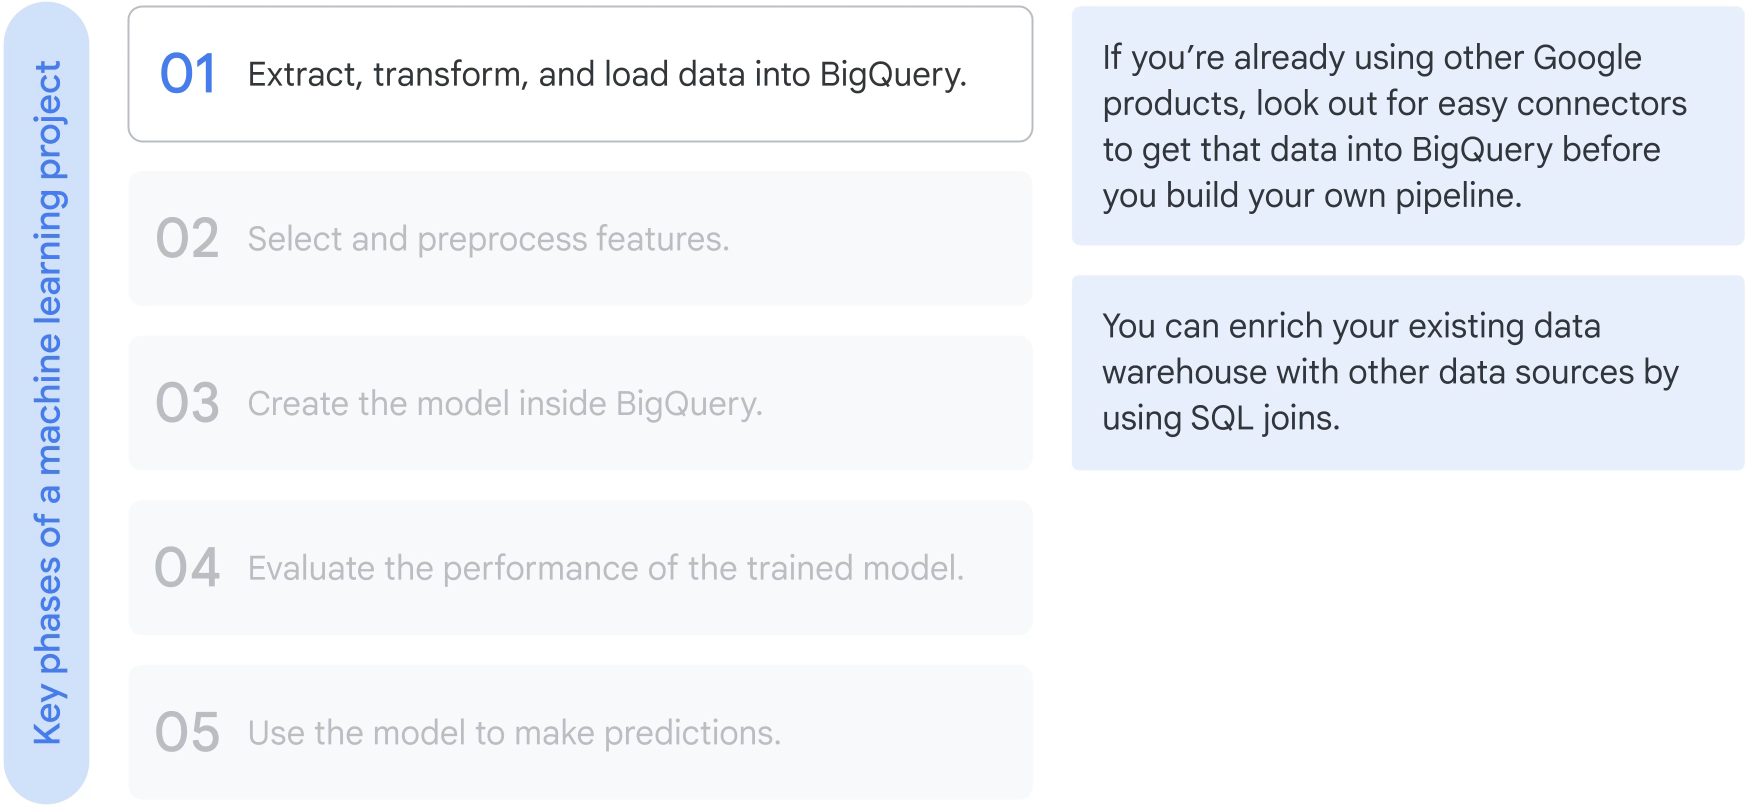 Key phases of a machine learning project
01 Extract, transform, and load data into BigQuery.
02 Select and preprocess features.
03 Create the model inside BigQuery.
04 Evaluate the performance of the trained model.
05 Use the model to make predictions.
If you’re already using other Google
products, look out for easy connectors
to get that data into BigQuery before
you build your own pipeline.
You can enrich your existing data
warehouse with other data sources by
using SQL joins.